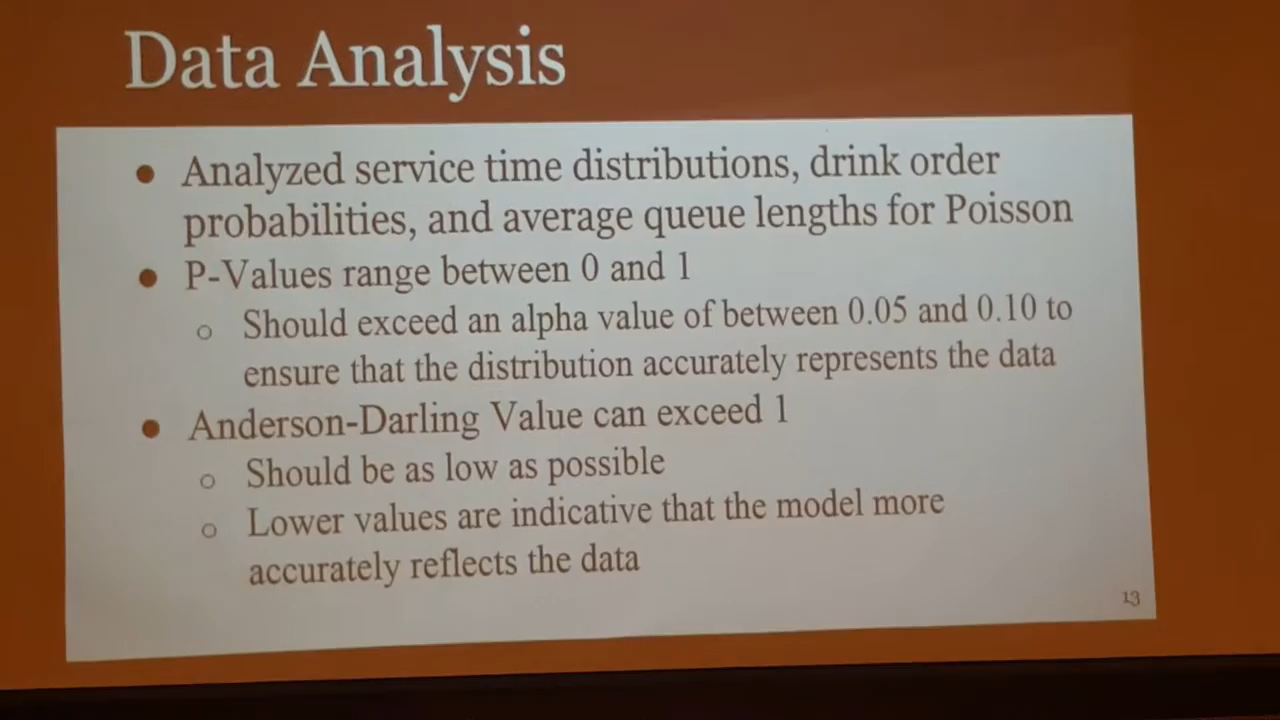 Data Analysis
● Analyzed service time distributions, drink order
probabilities, and average queue lengths for Poisson
● P-Values range between 0 and 1
○ Should exceed an alpha value of between 0.05 and 0.10 to
ensure that the distribution accurately represents the data
● Anderson-Darling Value can exceed 1
○ Should be as low as possible
○ Lower values are indicative that the model more
accurately reflects the data
13